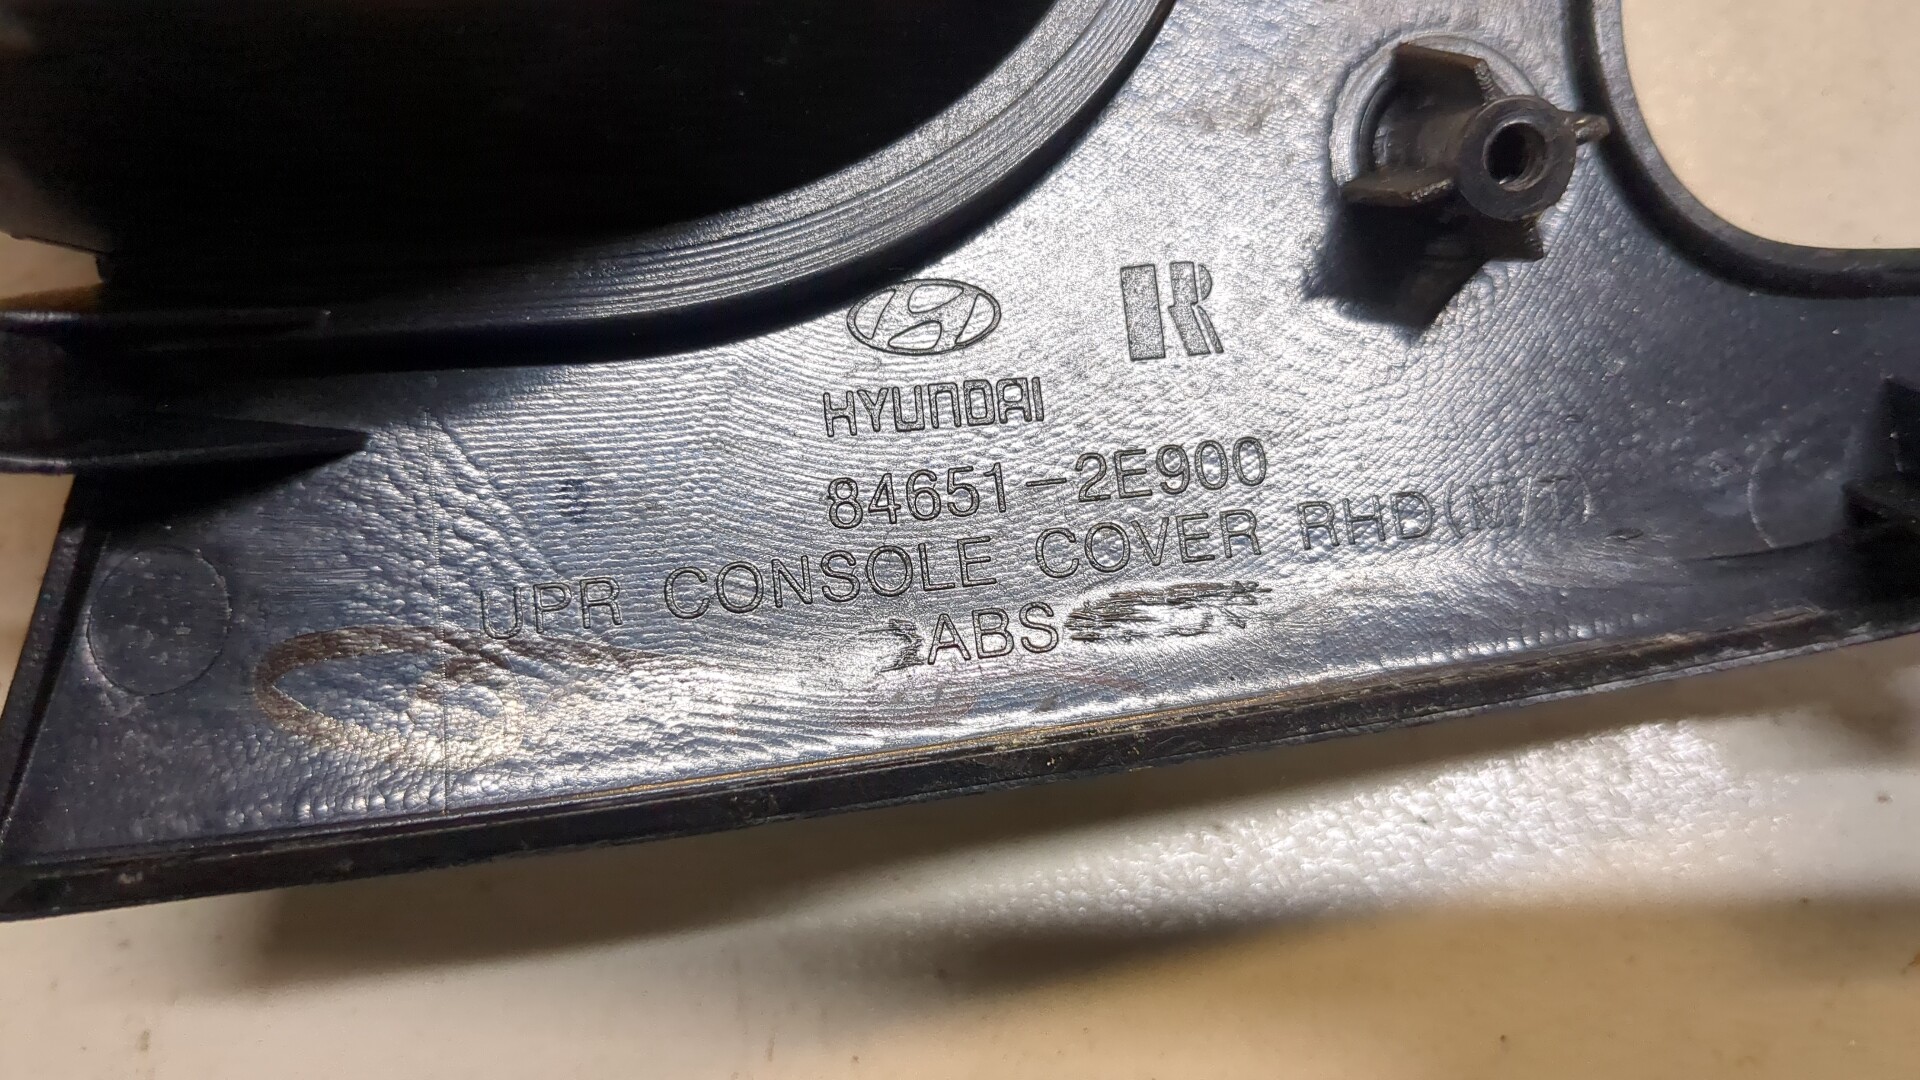 R
HYUNDAI
84651-2E900
UPR CONSOLE COVER RHD(M/T)
ABS